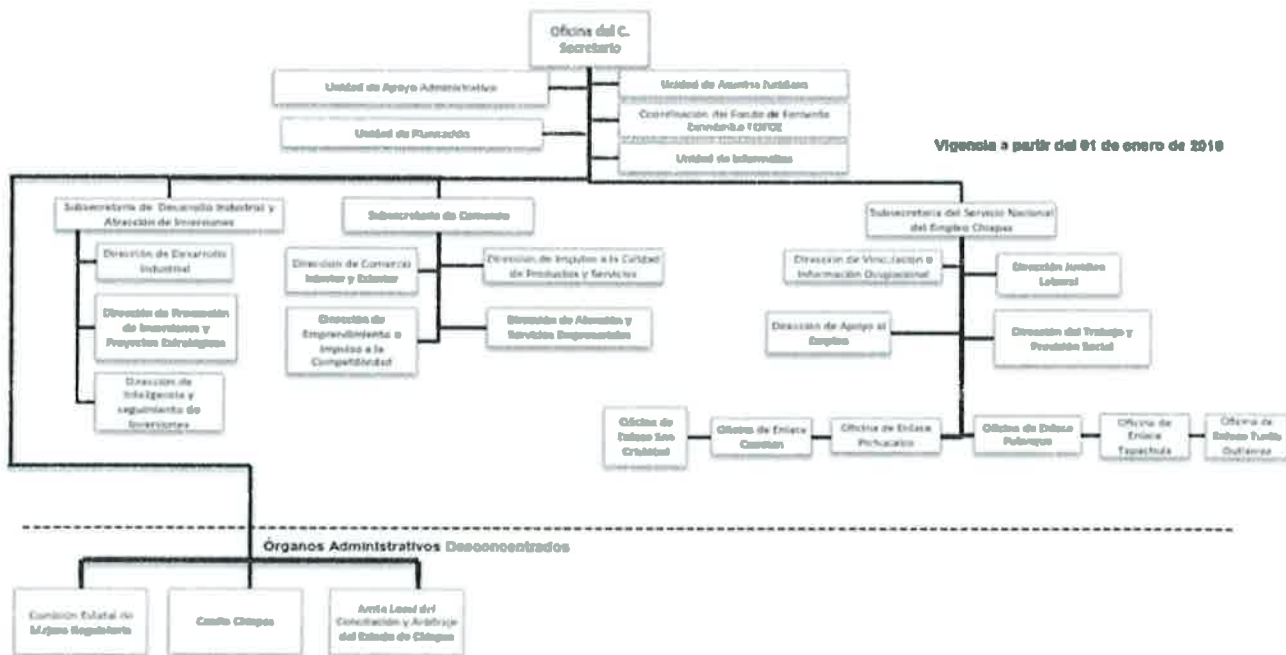 Oficina del C.
Secretario
Unidad de Apoyo Administrativo
Unidad de Asuntos Jurídicos
Unidad de Planeación
Coordinación del Fondo de Fomento
Económico FOFOE
Unidad de Informática
Vigencia a partir del 01 de enero de
Subsecretaría de Desarrollo Industrial y
Atracción de Inversiones
Subsecretaría de Comercio
Subsecretaría del Servicio Nacional
del Empleo Chiapas
Dirección de Desarrollo
Industrial
Dirección de Comercio
Interior y Exterior
Dirección de Impulso a la Calidad
de Productos y Servicios
Dirección de Vinculación e
Información Ocupacional
Dirección Jurídica
Laboral
Dirección de Promoción
de Inversiones y
Proyectos Estratégicos
Dirección de
Emprendimiento e
Impulso a la
Competitividad
Dirección de Atención y
Servicios Empresariales
Dirección de Apoyo al
Empleo
Dirección del Trabajo y
Previsión Social
Dirección de
Inteligencia y
seguimiento de
Inversiones
Oficina de
Enlace San
Cristóbal
Oficina de Enlace
Comitán
Oficina de Enlace
Pichucalco
Oficina de Enlace
Palenque
Oficina de
Enlace
Tapachula
Oficina de
Enlace Tuxtla
Gutiérrez
Órganos Administrativos Desconcentrados
Comisión Estatal de
Mejora Regulatoria
Chiapas
Junta Local de
Conciliación y Arbitraje
del Estado de Chiapas